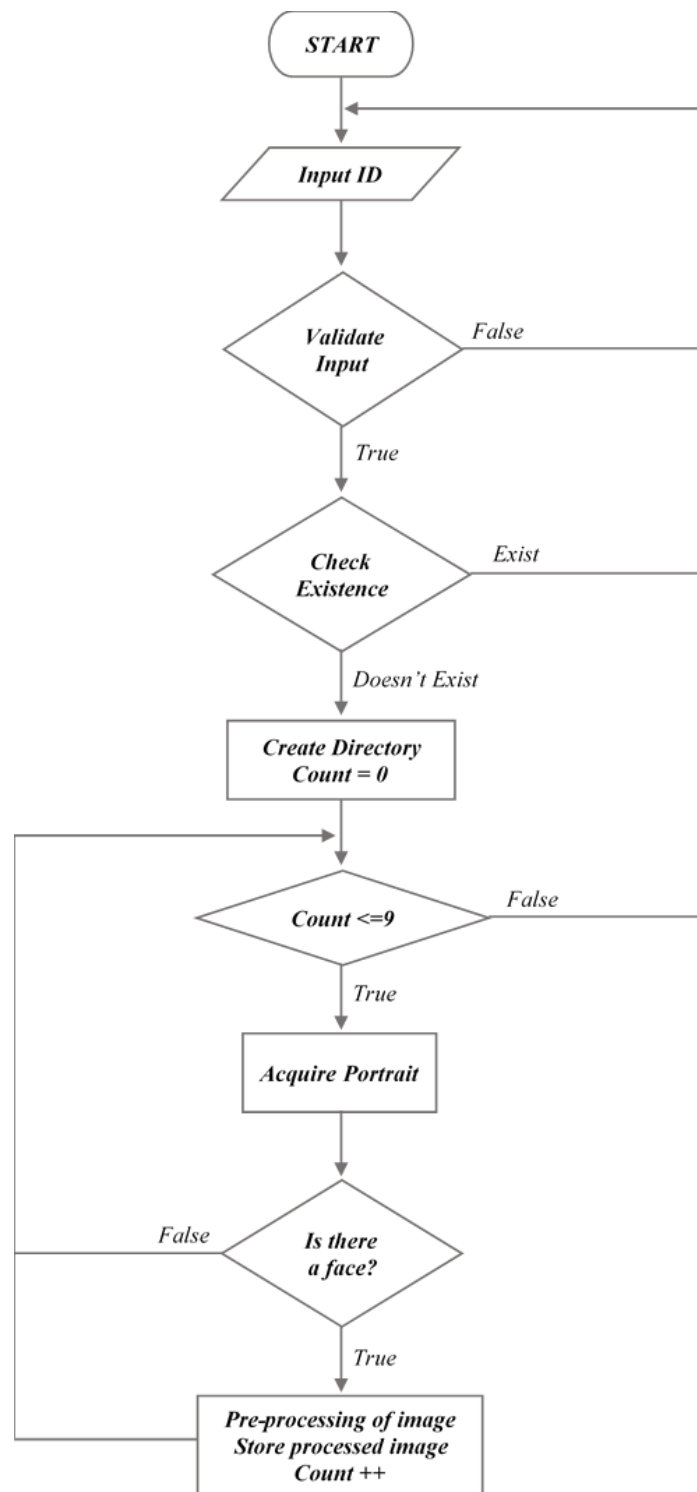 START
Input ID
Validate
Input
False
True
Check
Existence
Exist
Doesn’t Exist
Create Directory
Count = 0
Count <=9
False
True
Acquire Portrait
Is there
a face?
False
True
Pre-processing of image
Store processed image
Count ++